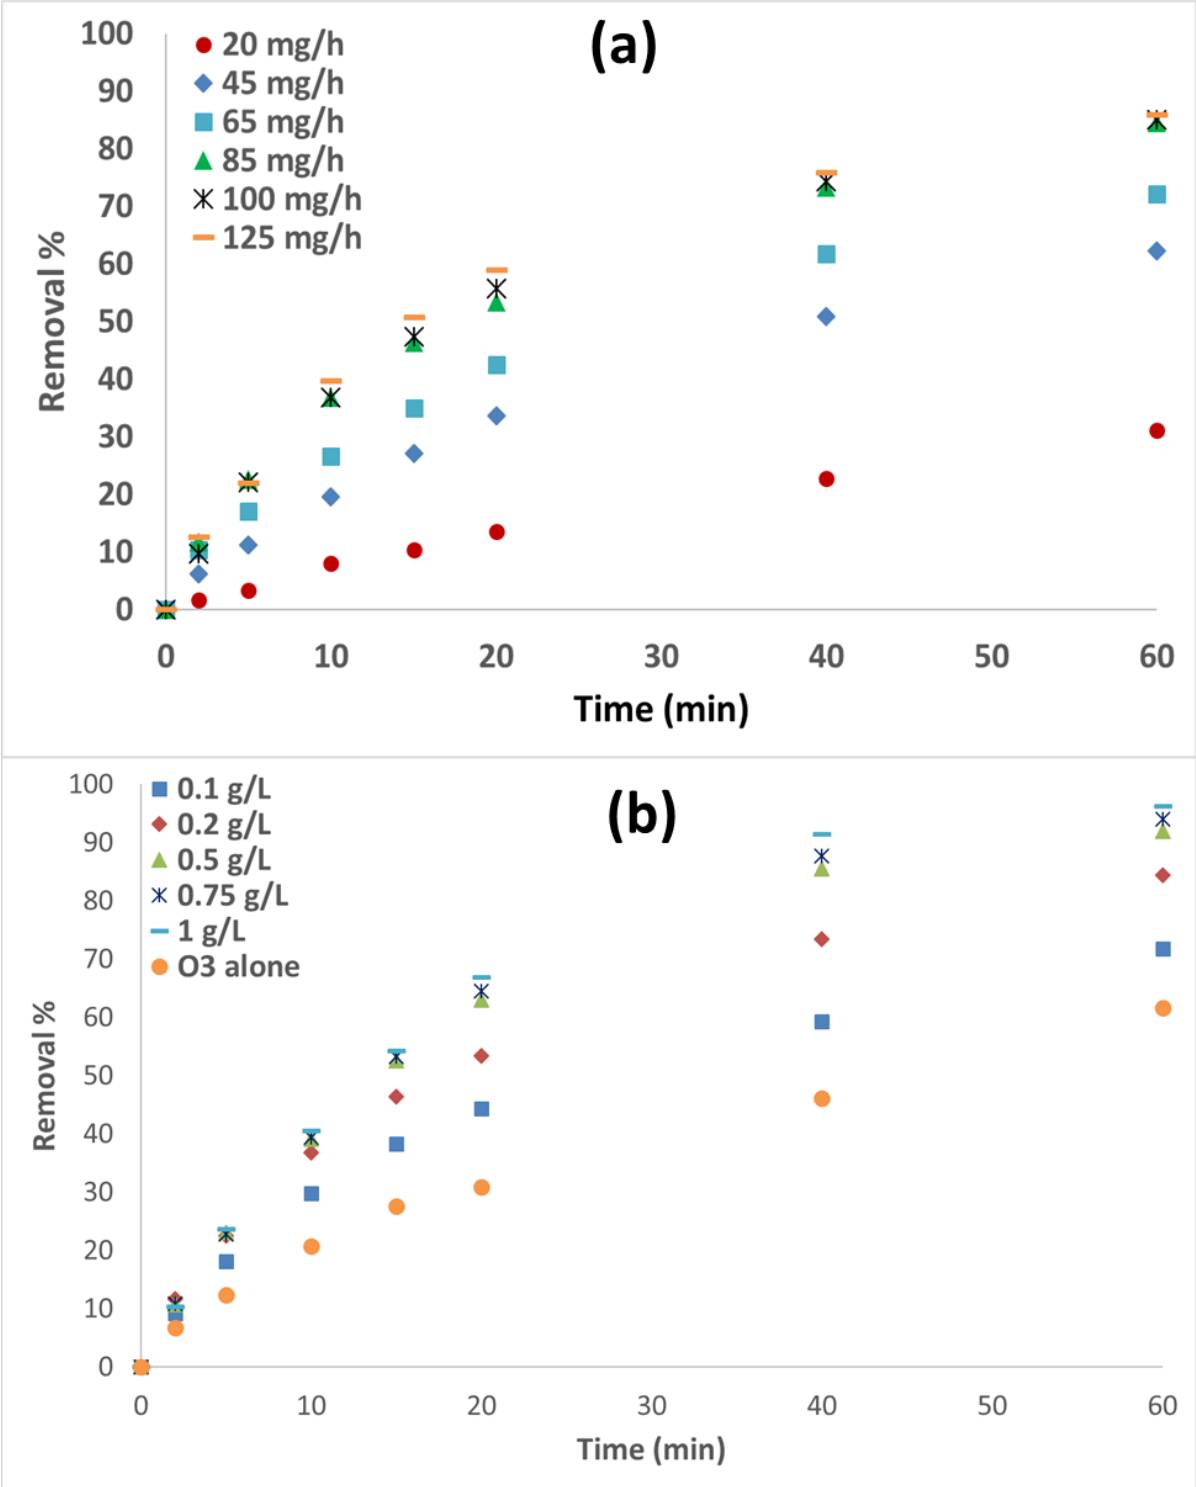 (a)
20 mg/h
45 mg/h
65 mg/h
85 mg/h
100 mg/h
125 mg/h
Removal %
100
90
80
70
60
50
40
30
20
10
0
0 10 20 30 40 50 60
Time (min)
(b)
0.1 g/L
0.2 g/L
0.5 g/L
0.75 g/L
1 g/L
O3 alone
Removal %
100
90
80
70
60
50
40
30
20
10
0
0 10 20 30 40 50 60
Time (min)